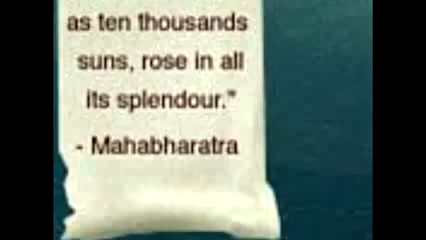 as ten thousands
suns, rose in all
its splendour."
- Mahabharatra